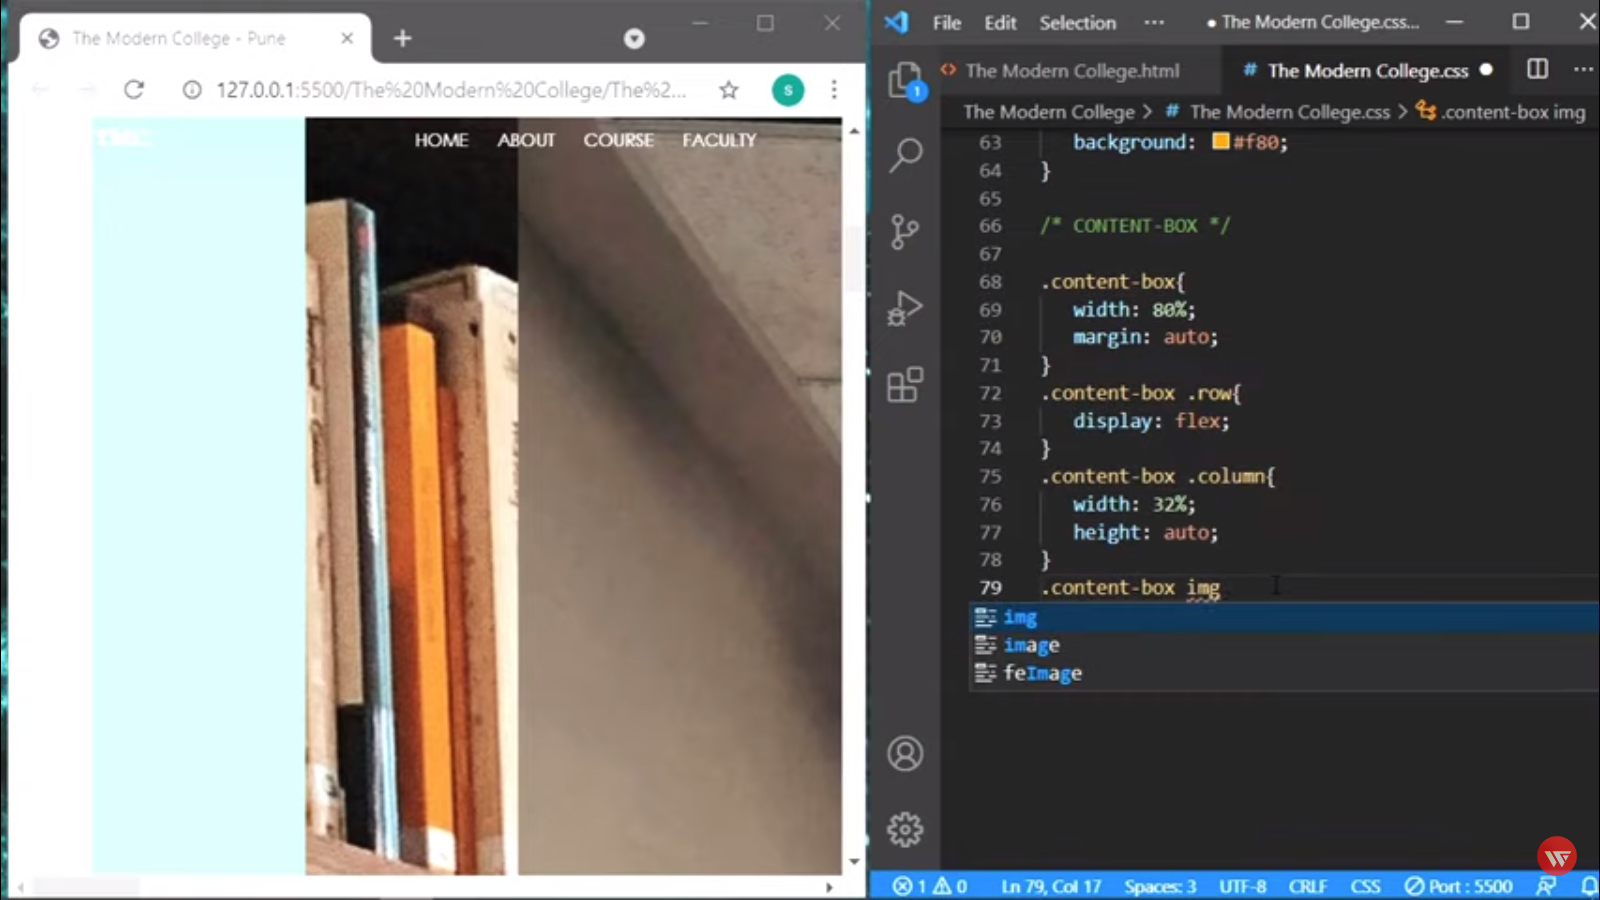 The Modern College - Pune
127.0.0.1:5500/The%20Modern%20College/The%2...
S
TMC
HOME ABOUT COURSE FACULTY
File Edit Selection ··· ● The Modern College.css...
1
The Modern College.html # The Modern College.css ●
The Modern College > # The Modern College.css > .content-box img
63 background: #f80;
64 }
65
66 /* CONTENT-BOX */
67
68 .content-box{
69 width: 80%;
70 margin: auto;
71 }
72 .content-box .row{
73 display: flex;
74 }
75 .content-box .column{
76 width: 32%;
77 height: auto;
78 }
79 .content-box img
img
image
feImage
1 0 Ln 79, Col 17 Spaces: 3 UTF-8 CRLF CSS Port : 5500